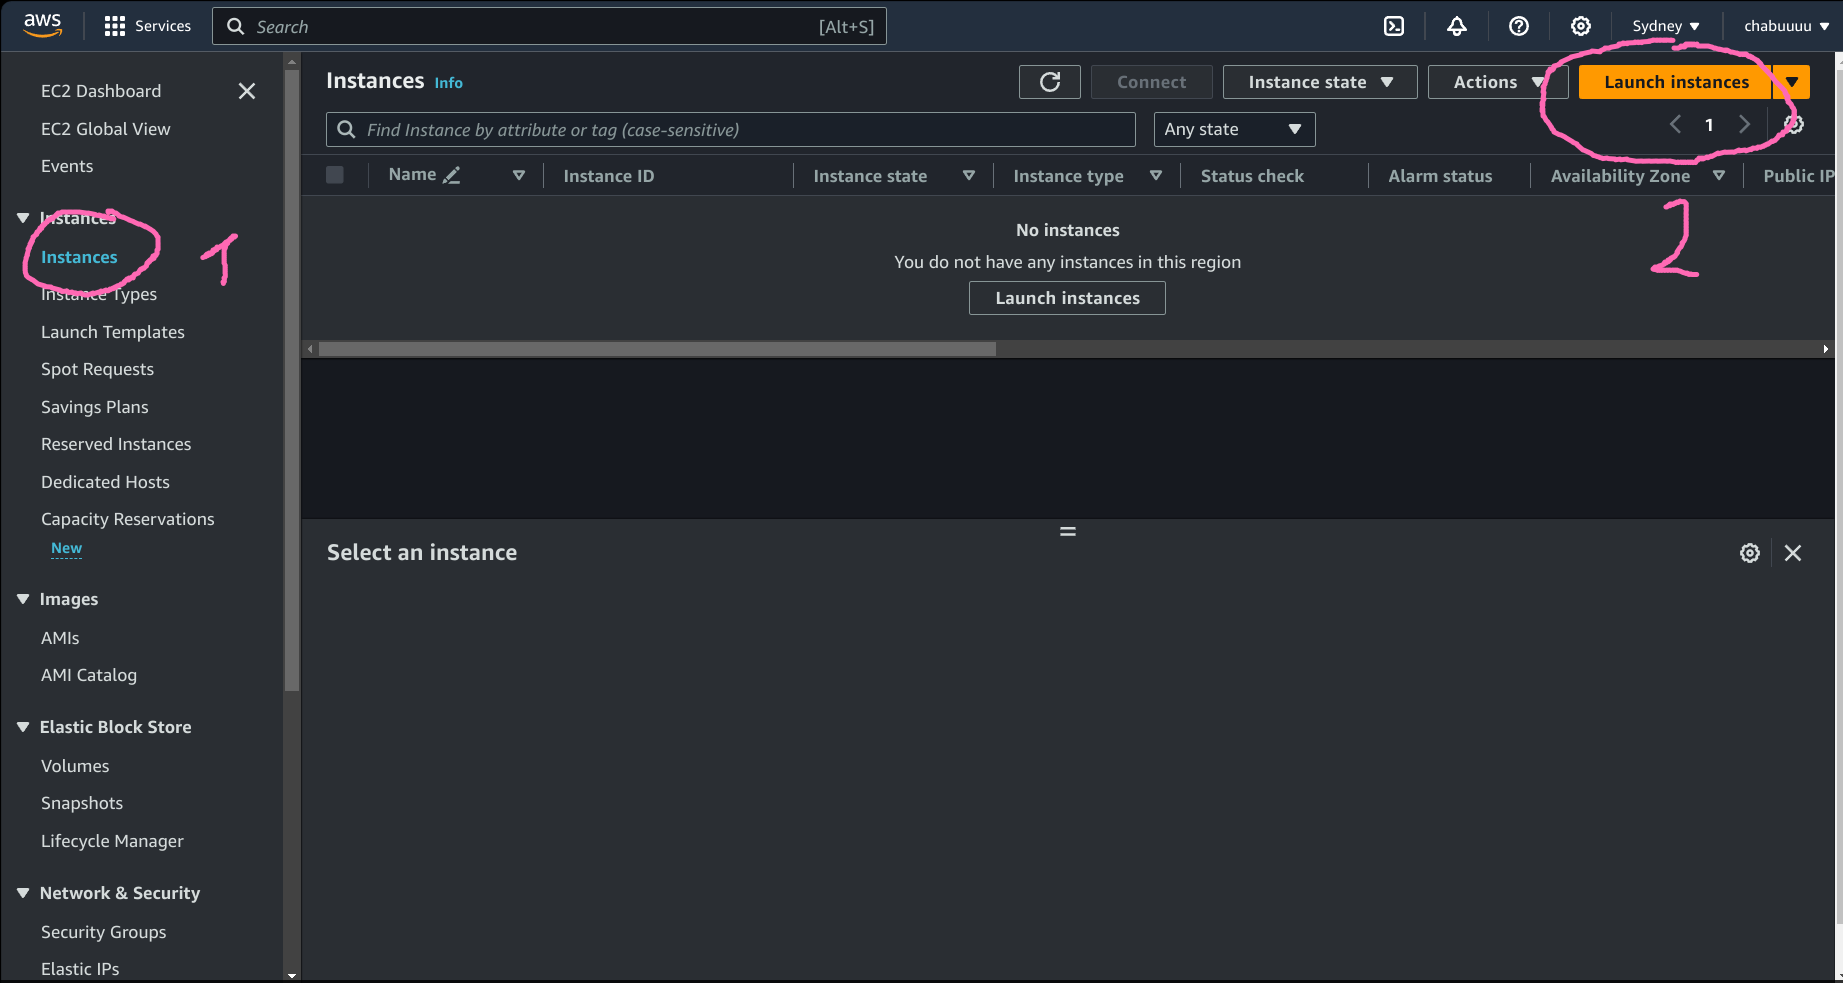 aws Services Search [Alt+S] Sydney chabuuuu
EC2 Dashboard
EC2 Global View
Events
Instances
Instances 1
Instance Types
Launch Templates
Spot Requests
Savings Plans
Reserved Instances
Dedicated Hosts
Capacity Reservations
New
Images
AMIs
AMI Catalog
Elastic Block Store
Volumes
Snapshots
Lifecycle Manager
Network & Security
Security Groups
Elastic IPs
Instances Info Connect Instance state Actions Launch instances
Find Instance by attribute or tag (case-sensitive) Any state 1
Name Instance ID Instance state Instance type Status check Alarm status Availability Zone Public IP
2
No instances
You do not have any instances in this region
Launch instances
Select an instance